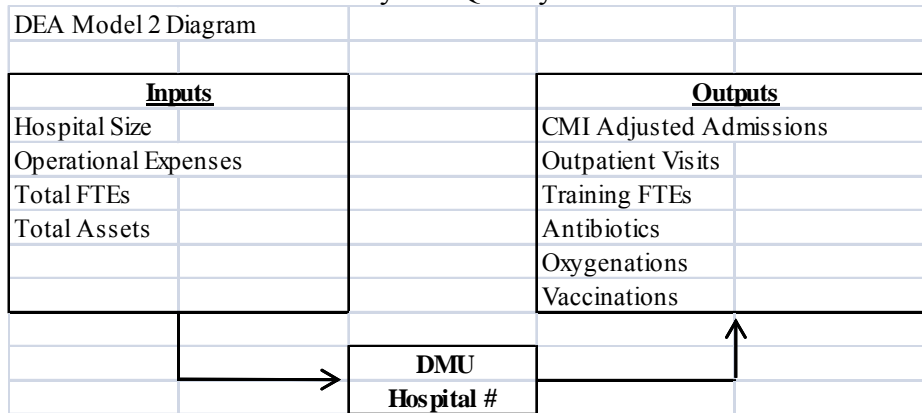 DEA Model 2 Diagram
Inputs
Hospital Size
Operational Expenses
Total FTEs
Total Assets
Outputs
CMI Adjusted Admissions
Outpatient Visits
Training FTEs
Antibiotics
Oxygenations
Vaccinations
DMU
Hospital #